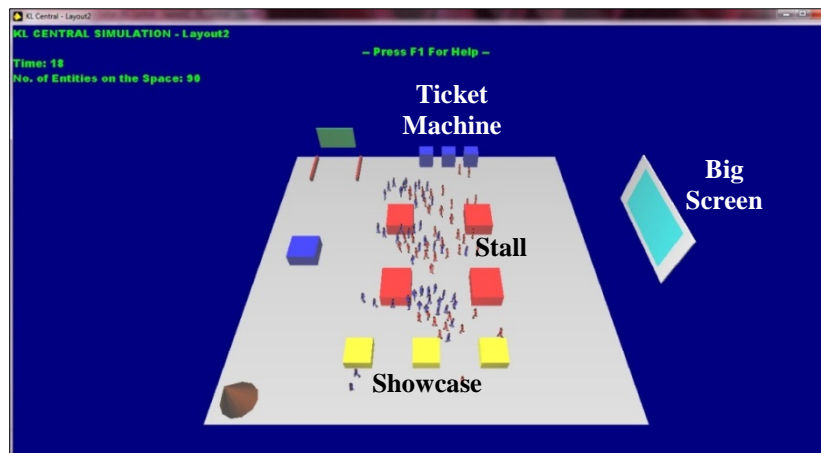 KL Central - Layout2
KL CENTRAL SIMULATION - Layout2
-- Press F1 For Help --
Time: 18
No. of Entities on the Space: 90
Ticket
Machine
Big
Screen
Stall
Showcase